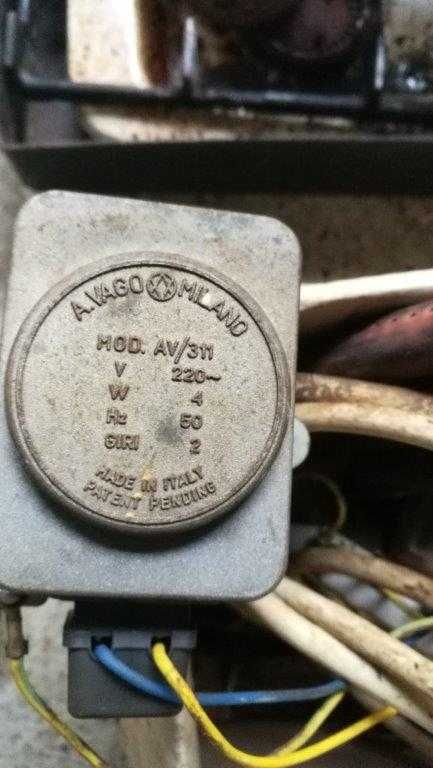 A.VAGO MILANO
MOD. AV/311
V 220~
W 4
Hz 50
GIRI 2
MADE IN ITALY
PATENT PENDING